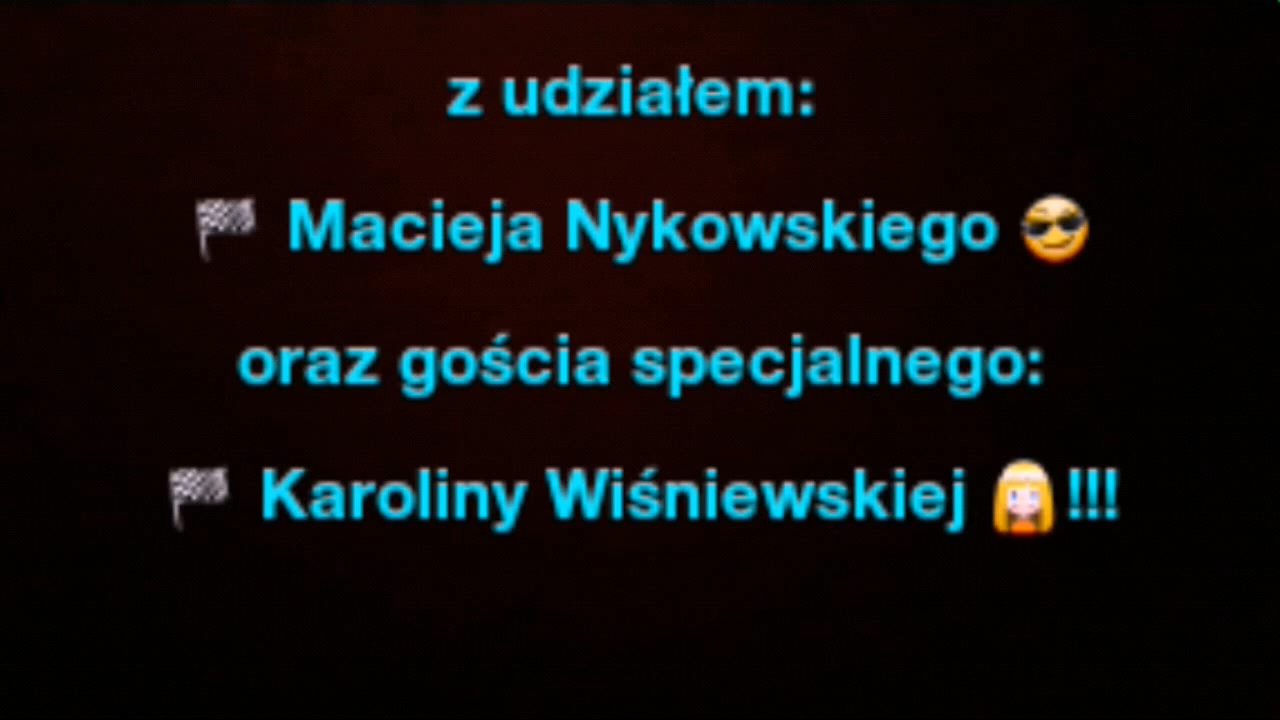 z udziałem:
🏁 Macieja Nykowskiego 😎
oraz gościa specjalnego:
🏁 Karoliny Wiśniewskiej 👸!!!